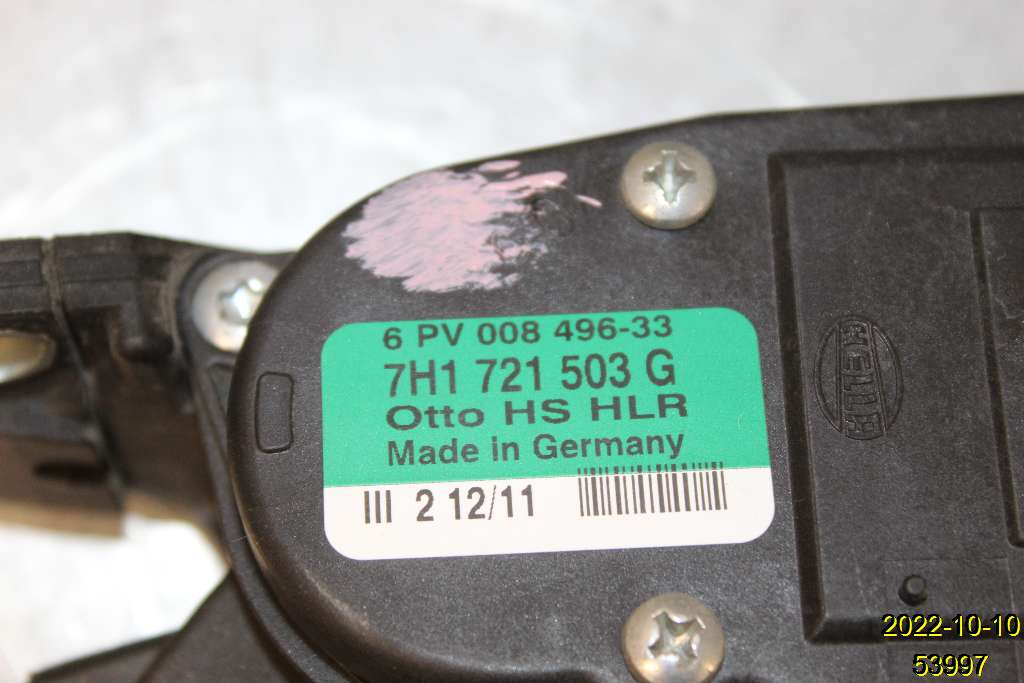 6 PV 008 496-33
7H1 721 503 G
Otto HS HLR
Made in Germany
III 2 12/11
HELLA
2022-10-10
53997